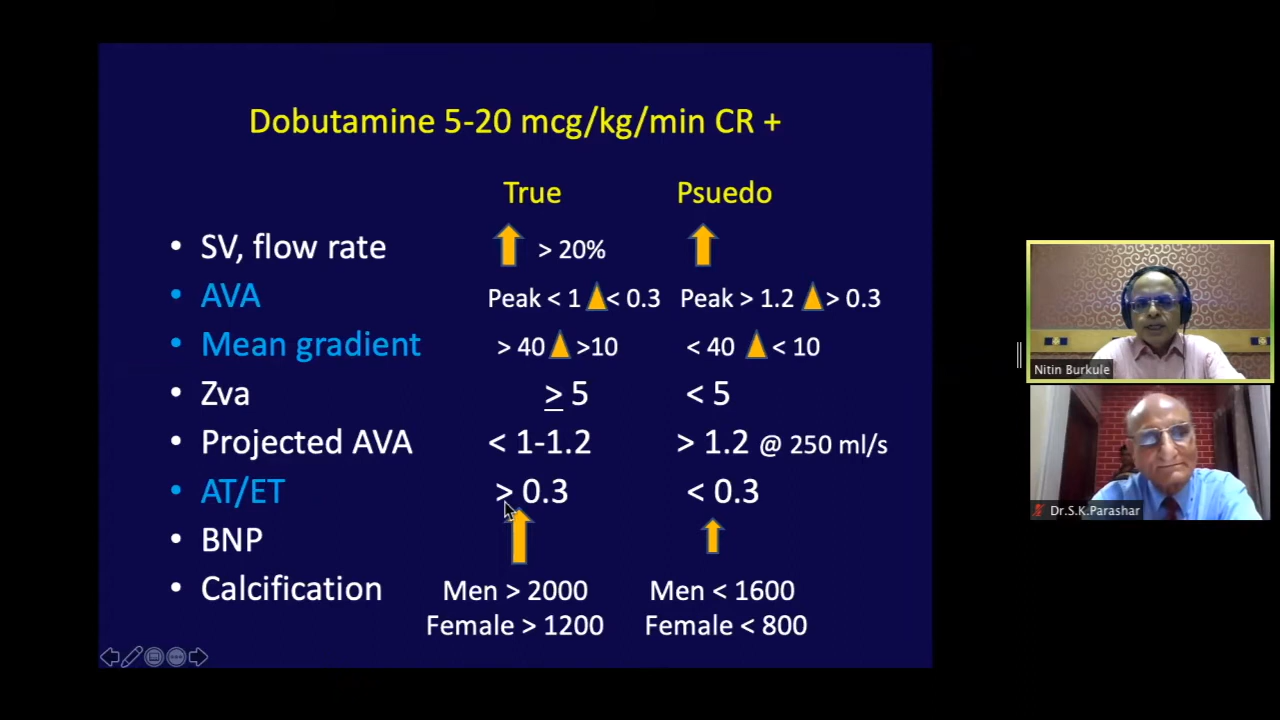 Dobutamine 5-20 mcg/kg/min CR +
True Psuedo
• SV, flow rate > 20%
• AVA Peak < 1 < 0.3 Peak > 1.2 > 0.3
• Mean gradient > 40 >10 < 40 < 10
• Zva ≥ 5 < 5
• Projected AVA < 1-1.2 > 1.2 @ 250 ml/s
• AT/ET > 0.3 < 0.3
• BNP
• Calcification Men > 2000 Men < 1600
Female > 1200 Female < 800
Nitin Burkule
Dr.S.K.Parashar